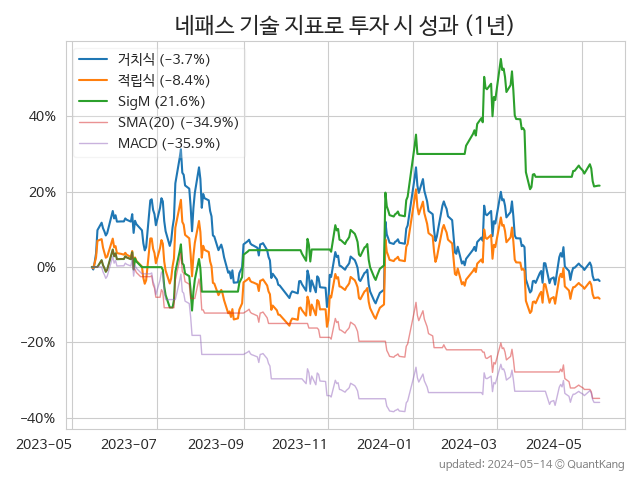 네패스 기술 지표로 투자 시 성과 (1년)
거치식 (−3.7%)
적립식 (−8.4%)
SigM (21.6%)
SMA(20) (−34.9%)
MACD (−35.9%)
40%
20%
0%
−20%
−40%
2023-05 2023-07 2023-09 2023-11 2024-01 2024-03 2024-05
updated: 2024-05-14 © QuantKang